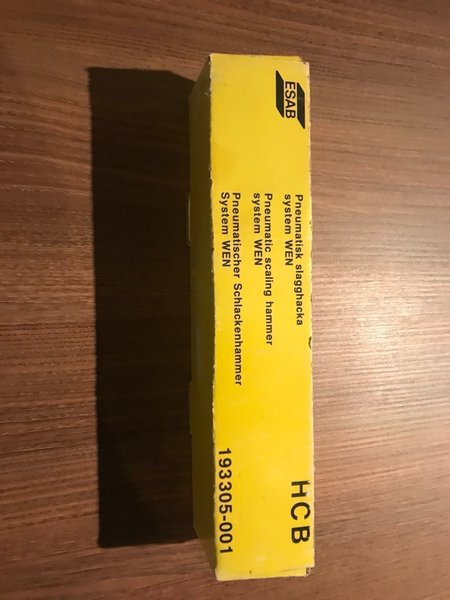 ESAB
Pneumatisk slagghacka
system WEN
Pneumatic scaling hammer
system WEN
Pneumatischer Schlackenhammer
System WEN
HCB
193305-001